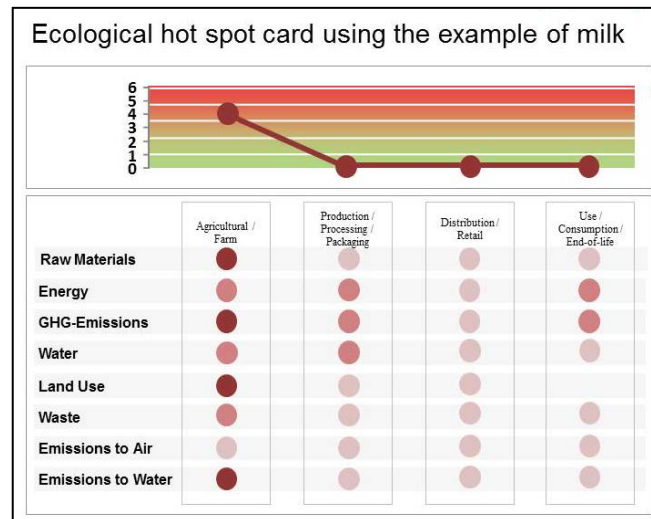 Ecological hot spot card using the example of milk
6
5
4
3
2
1
0
Agricultural /
Farm
Production /
Processing /
Packaging
Distribution /
Retail
Use /
Consumption /
End-of-life
Raw Materials
Energy
GHG-Emissions
Water
Land Use
Waste
Emissions to Air
Emissions to Water